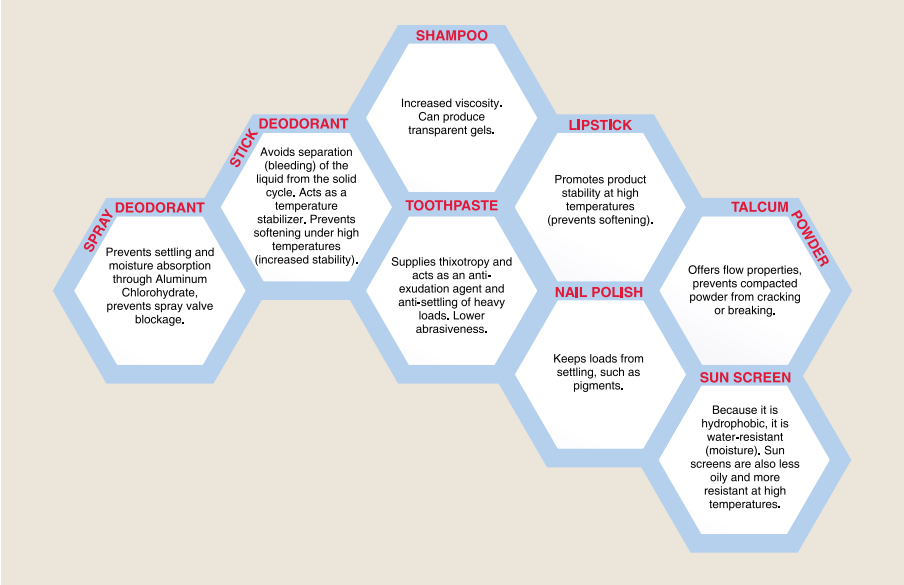 SHAMPOO
Increased viscosity.
Can produce
transparent gels.
STICK DEODORANT
Avoids separation
(bleeding) of the
liquid from the solid
cycle. Acts as a
temperature
stabilizer. Prevents
softening under high
temperatures
(increased stability).
LIPSTICK
Promotes product
stability at high
temperatures
(prevents softening).
SPRAY DEODORANT
Prevents settling and
moisture absorption
through Aluminum
Chlorohydrate,
prevents spray valve
blockage.
TOOTHPASTE
Supplies thixotropy and
acts as an anti-
exudation agent and
anti-settling of heavy
loads. Lower
abrasiveness.
TALCUM POWDER
Offers flow properties,
prevents compacted
powder from cracking
or breaking.
NAIL POLISH
Keeps loads from
settling, such as
pigments.
SUN SCREEN
Because it is
hydrophobic, it is
water-resistant
(moisture). Sun
screens are also less
oily and more
resistant at high
temperatures.